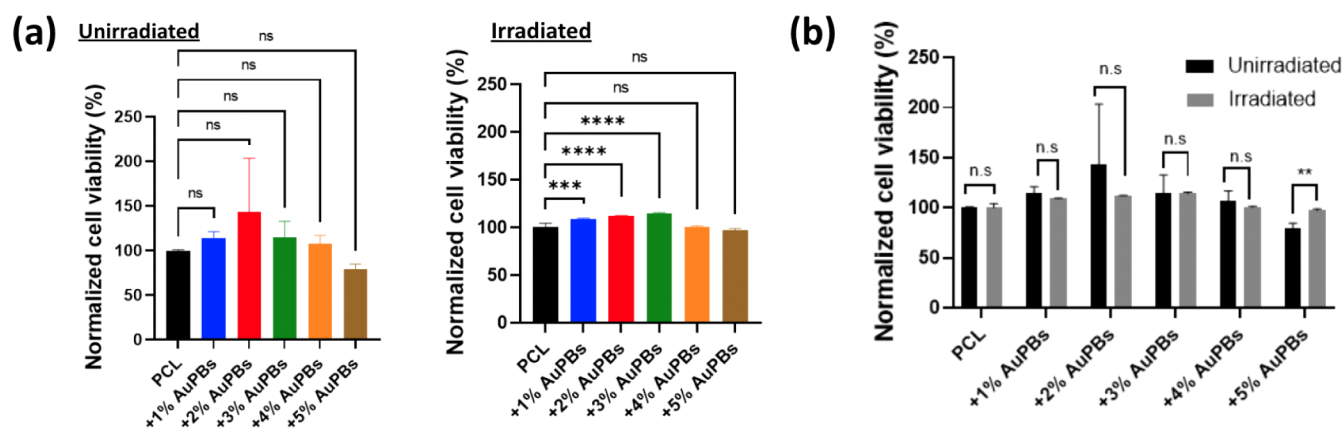 (a)
Unirradiated
ns
ns
ns
ns
ns
Normalized cell viability (%)
250
200
150
100
50
0
PCL
+1% AuPBs
+2% AuPBs
+3% AuPBs
+4% AuPBs
+5% AuPBs
Irradiated
ns
ns
****
****
***
Normalized cell viability (%)
250
200
150
100
50
0
PCL
+1% AuPBs
+2% AuPBs
+3% AuPBs
+4% AuPBs
+5% AuPBs
(b)
Unirradiated
Irradiated
n.s
n.s
n.s
n.s
n.s
**
Normalized cell viability (%)
250
200
150
100
50
0
PCL
+1% AuPBs
+2% AuPBs
+3% AuPBs
+4% AuPBs
+5% AuPBs